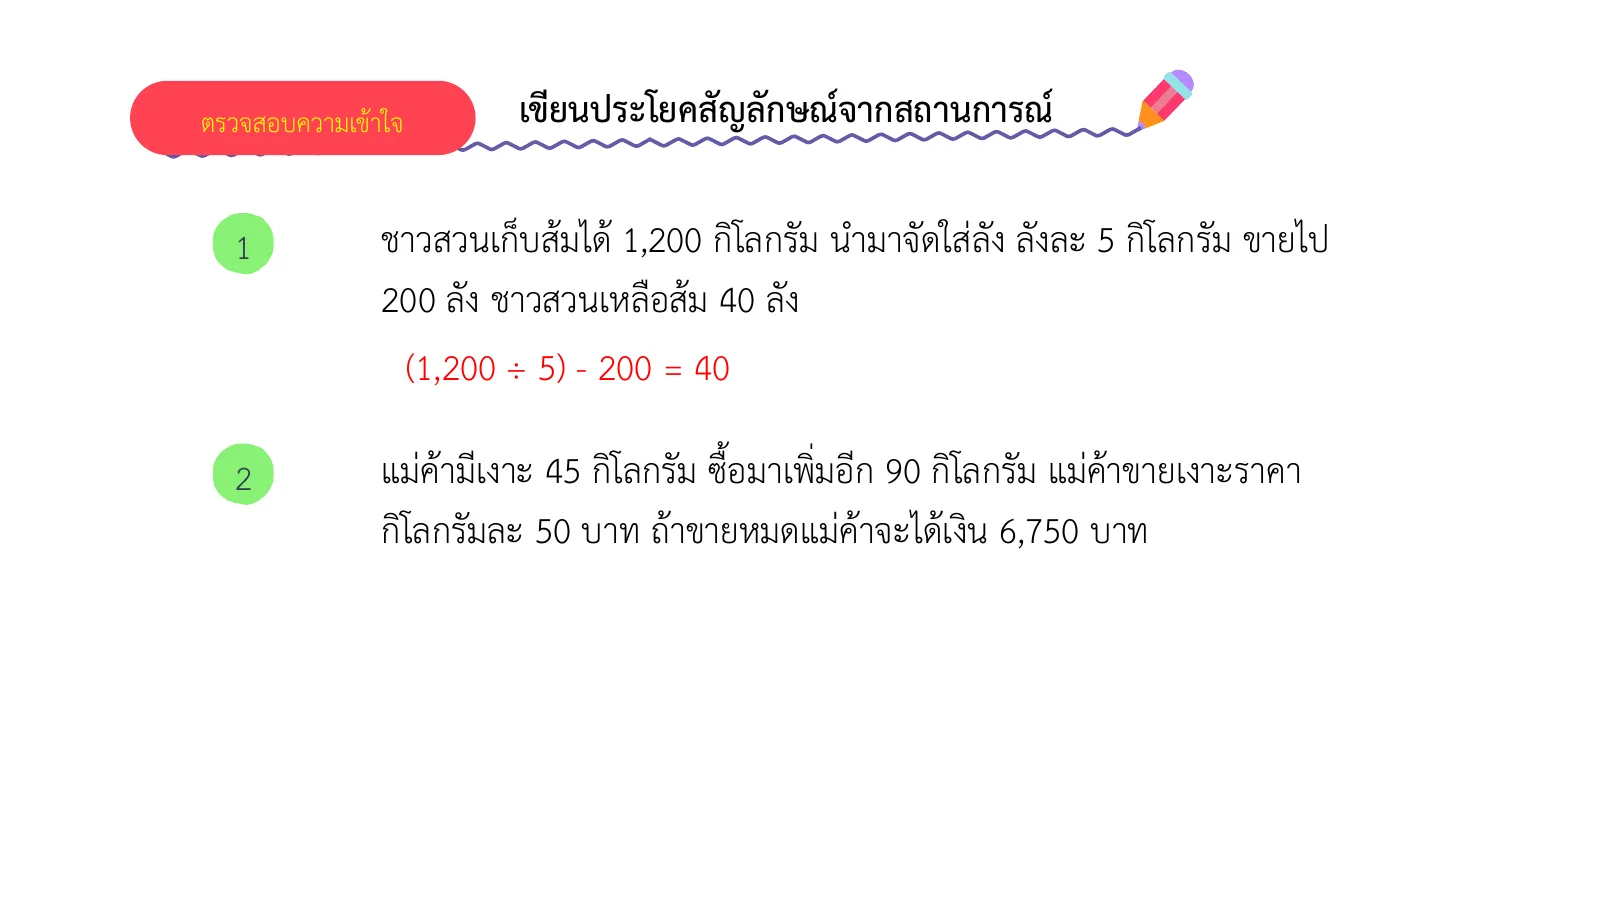 ตรวจสอบความเข้าใจ
เขียนประโยคสัญลักษณ์จากสถานการณ์
1
ชาวสวนเก็บส้มได้ 1,200 กิโลกรัม นำมาจัดใส่ลัง ลังละ 5 กิโลกรัม ขายไป
200 ลัง ชาวสวนเหลือส้ม 40 ลัง
(1,200 ÷ 5) - 200 = 40
2
แม่ค้ามีเงาะ 45 กิโลกรัม ซื้อมาเพิ่มอีก 90 กิโลกรัม แม่ค้าขายเงาะราคา
กิโลกรัมละ 50 บาท ถ้าขายหมดแม่ค้าจะได้เงิน 6,750 บาท